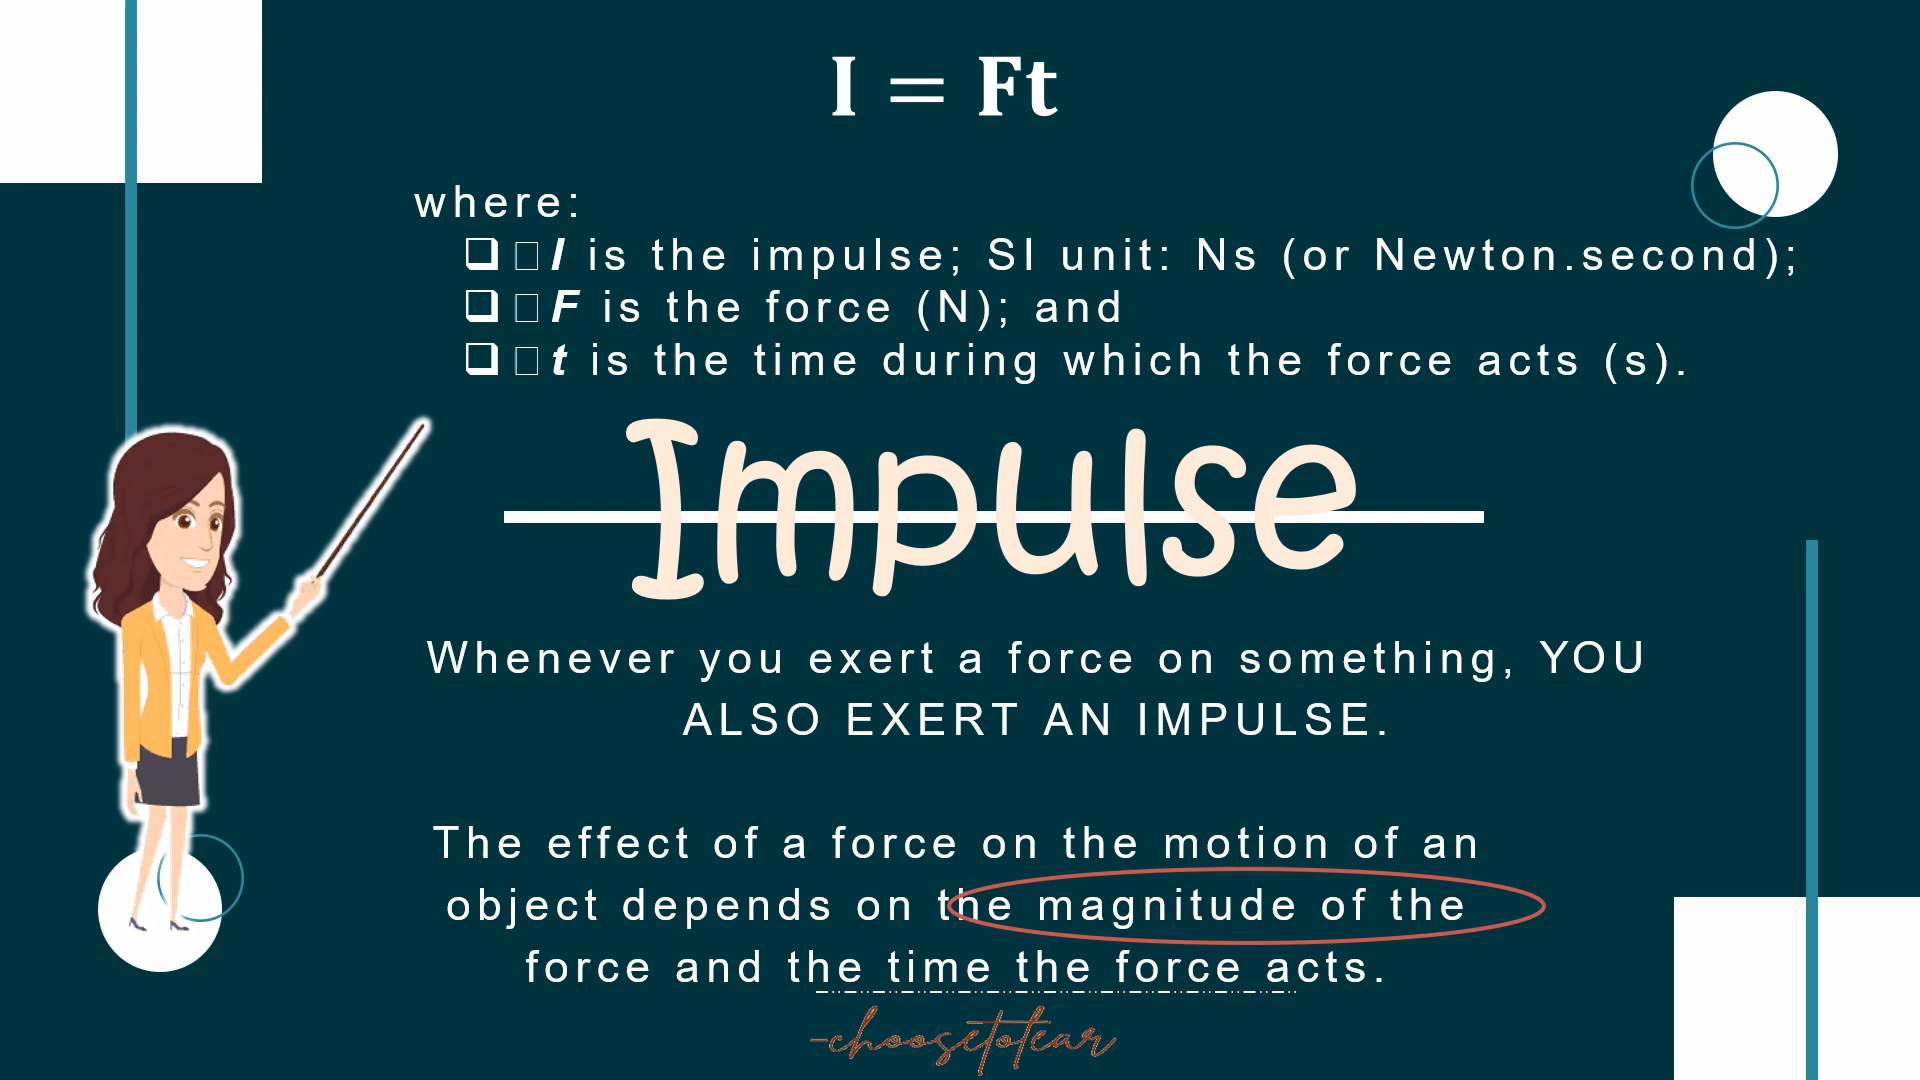 I = Ft
where:
I is the impulse; SI unit: Ns (or Newton.second);
F is the force (N); and
t is the time during which the force acts (s).
Impulse
Whenever you exert a force on something, YOU
ALSO EXERT AN IMPULSE.
The effect of a force on the motion of an
object depends on the magnitude of the
force and the time the force acts.
-choosetotear